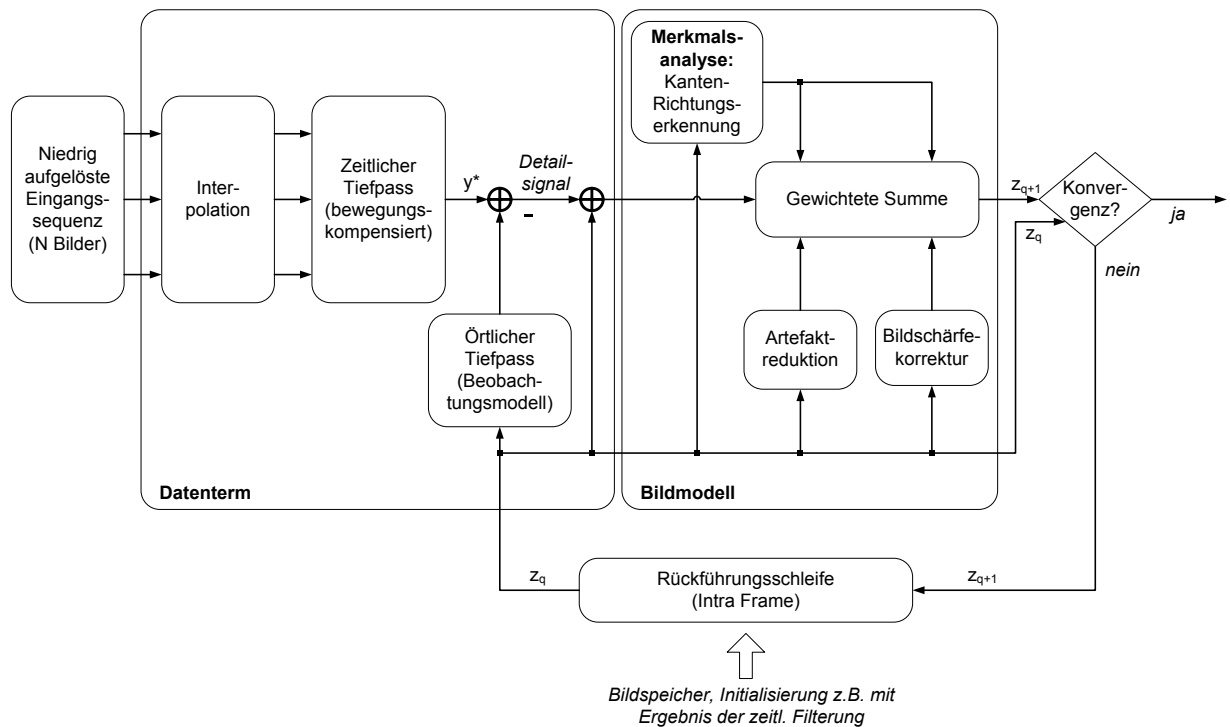 Niedrig
aufgelöste
Eingangs-
sequenz
(N Bilder)
Inter-
polation
Zeitlicher
Tiefpass
(bewegungs-
kompensiert)
y*
Detail-
signal
-
Örtlicher
Tiefpass
(Beobach-
tungsmodell)
Datenterm
Merkmals-
analyse:
Kanten-
Richtungs-
erkennung
Gewichtete Summe
Artefakt-
reduktion
Bildschärfe-
korrektur
Bildmodell
zq+1
zq
Konver-
genz?
ja
nein
zq
Rückführungsschleife
(Intra Frame)
zq+1
Bildspeicher, Initialisierung z.B. mit
Ergebnis der zeitl. Filterung